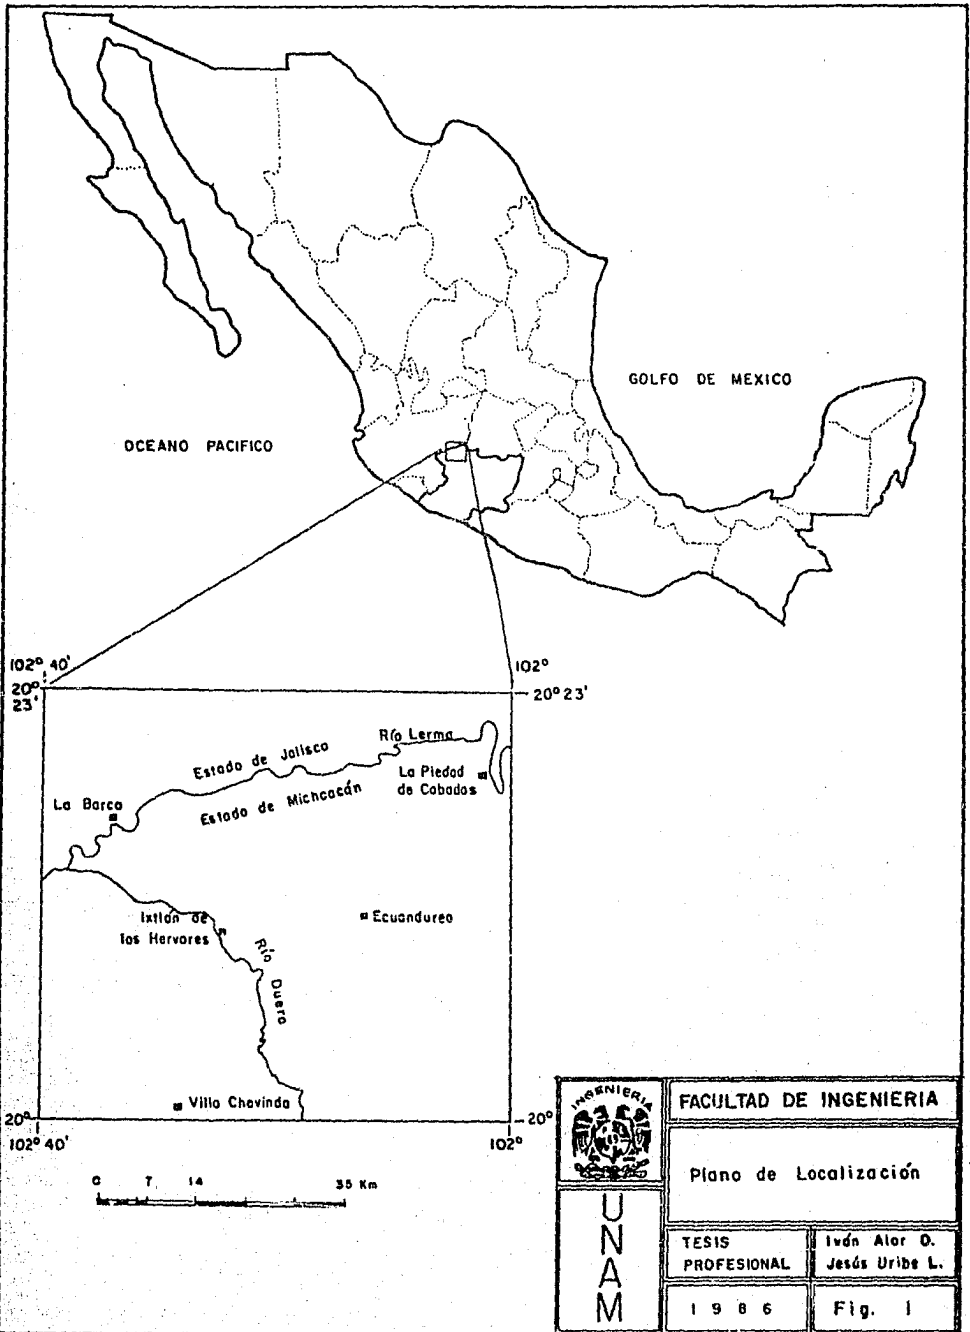 GOLFO DE MEXICO
OCEANO PACIFICO
102° 40'
102°
20°
23'
20° 23'
Río Lerma
Estado de Jalisco
La Piedad
de Cabadas
Estado de Michoacán
La Barca
Ixtlán de
los Hervores
Ecuandureo
Río Duero
Villa Chavinda
20°
20°
102° 40'
102°
0 7 14 35 Km
INGENIERIA
UNAM
FACULTAD DE INGENIERIA
Plano de Localización
TESIS
PROFESIONAL
Iván Alor O.
Jesús Uribe L.
1 9 8 6
Fig. 1